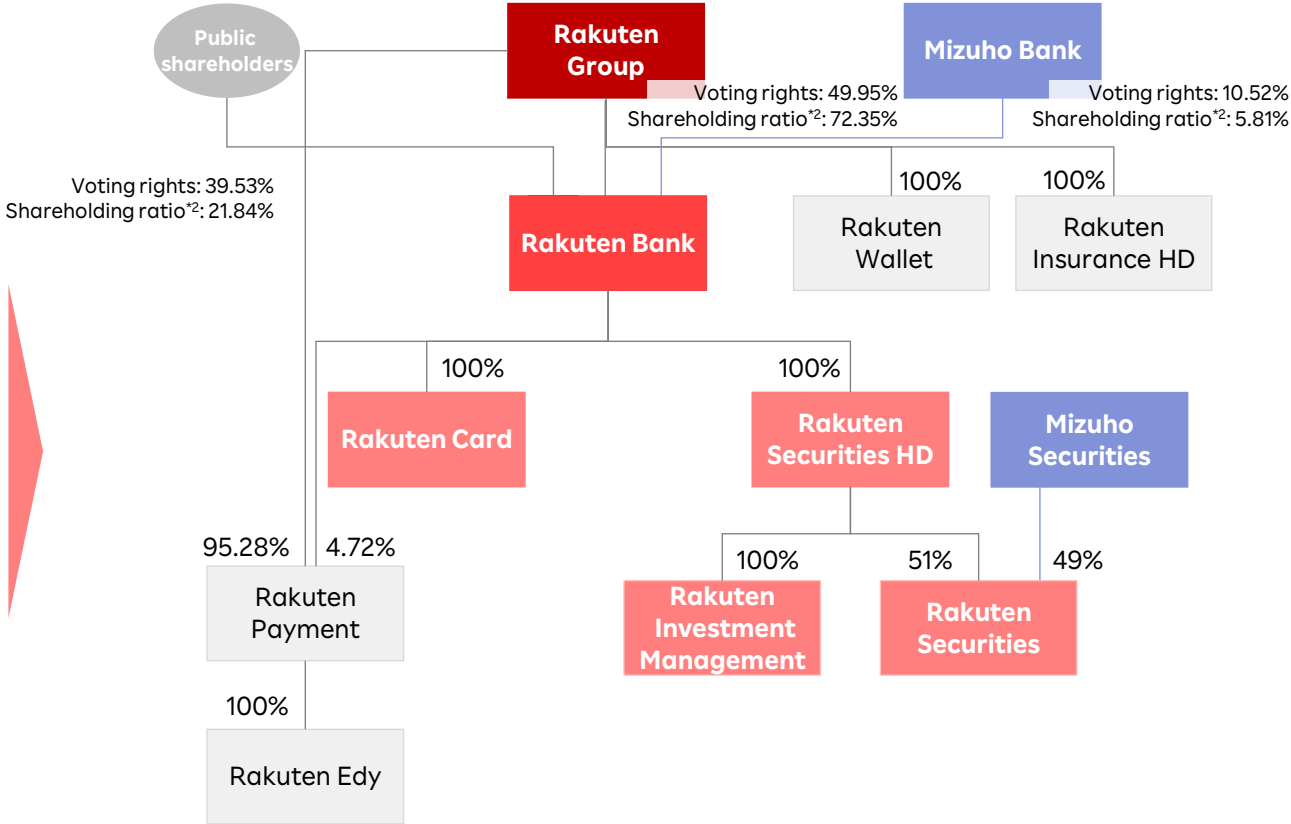 Public
shareholders
Rakuten
Group
Mizuho Bank
Voting rights: 49.95%
Shareholding ratio*2: 72.35%
Voting rights: 10.52%
Shareholding ratio*2: 5.81%
Voting rights: 39.53%
Shareholding ratio*2: 21.84%
Rakuten Bank
100%
Rakuten
Wallet
100%
Rakuten
Insurance HD
100%
Rakuten Card
100%
Rakuten
Securities HD
Mizuho
Securities
95.28%
4.72%
Rakuten
Payment
100%
Rakuten
Investment
Management
51%
49%
Rakuten
Securities
100%
Rakuten Edy